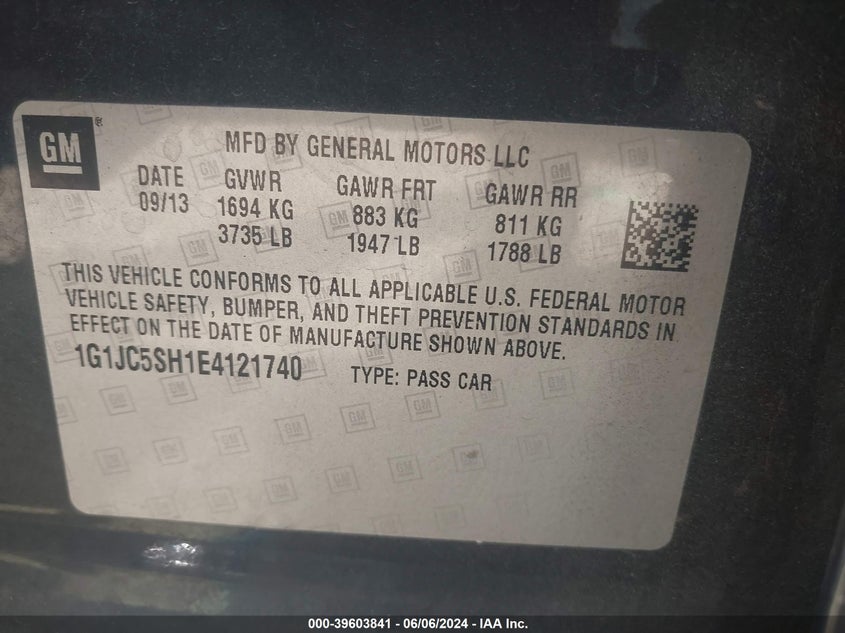 GM®
MFD BY GENERAL MOTORS LLC
DATE GVWR GAWR FRT GAWR RR
09/13 1694 KG 883 KG 811 KG
3735 LB 1947 LB 1788 LB
THIS VEHICLE CONFORMS TO ALL APPLICABLE U.S. FEDERAL MOTOR
VEHICLE SAFETY, BUMPER, AND THEFT PREVENTION STANDARDS IN
EFFECT ON THE DATE OF MANUFACTURE SHOWN ABOVE.
1G1JC5SH1E4121740 TYPE: PASS CAR
000-39603841 - 06/06/2024 - IAA Inc.